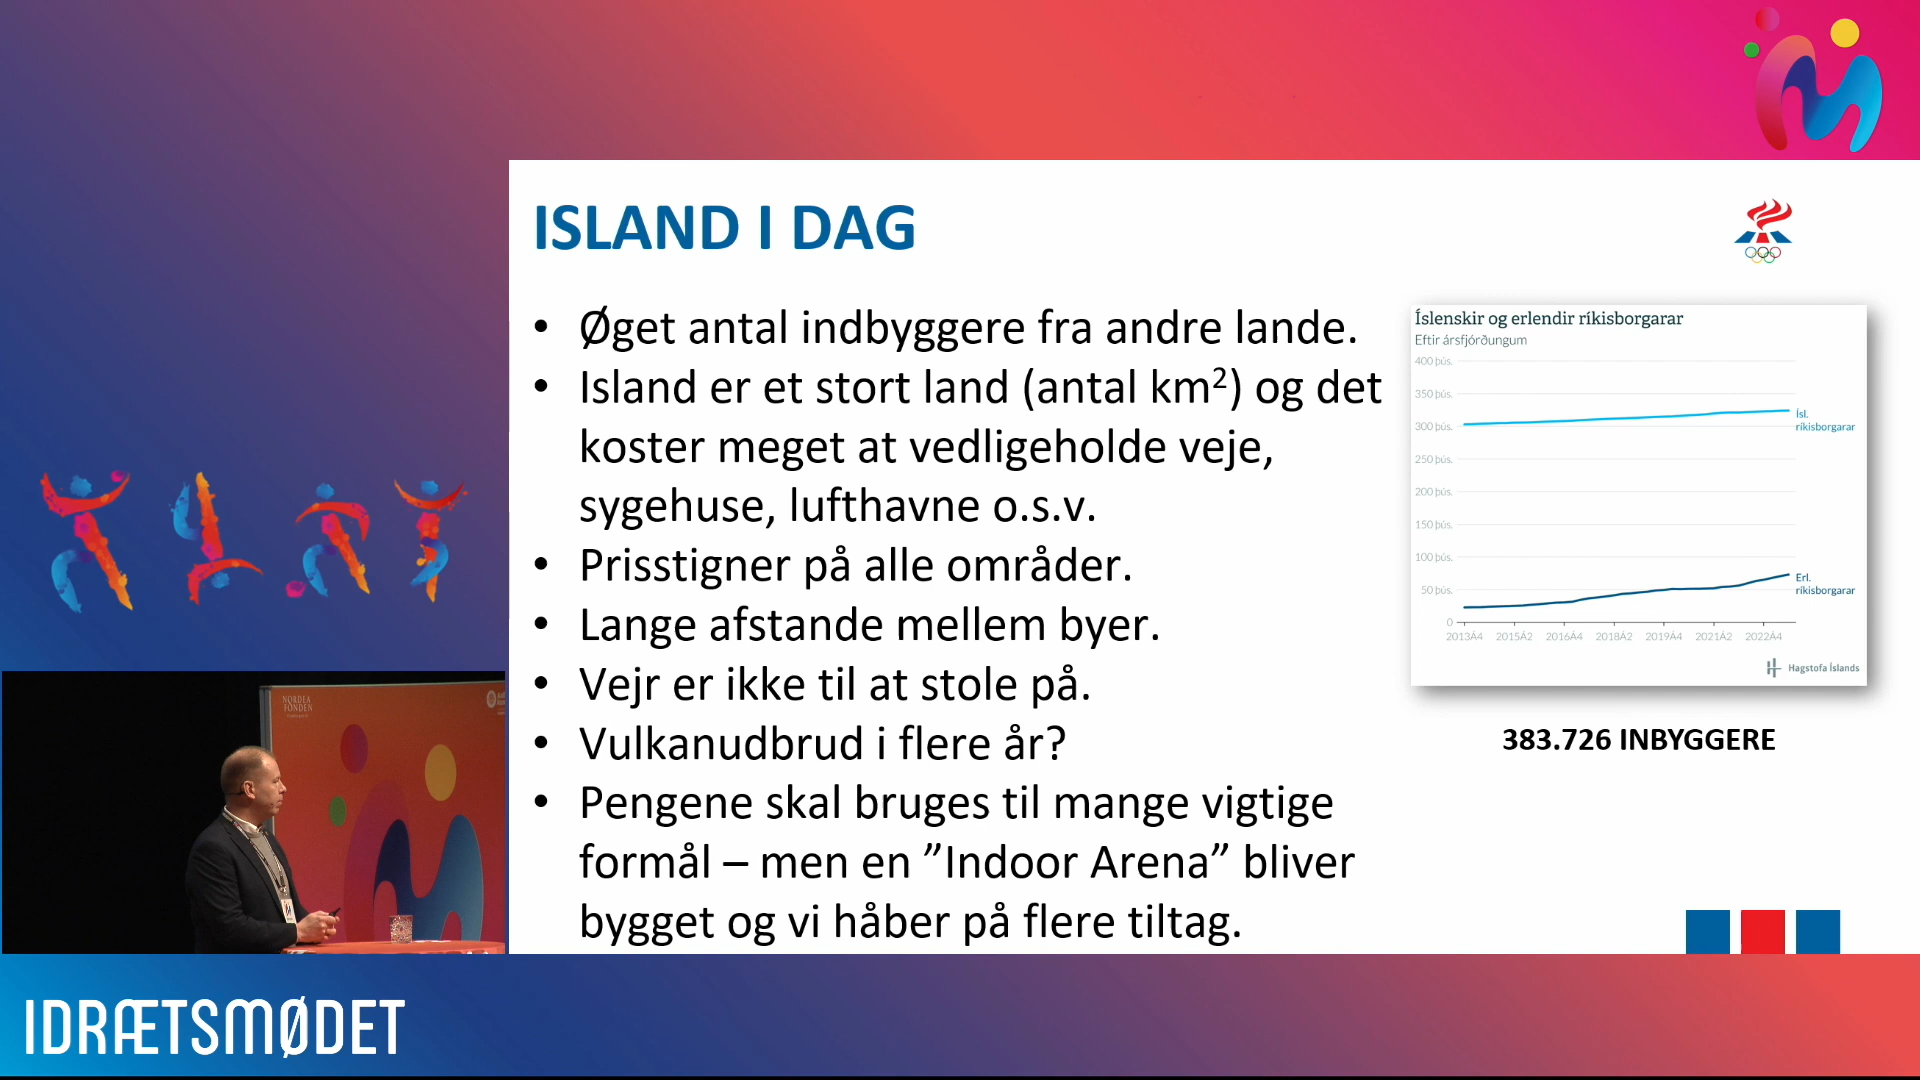 ISLAND I DAG
• Øget antal indbyggere fra andre lande.
• Island er et stort land (antal km²) og det
koster meget at vedligeholde veje,
sygehuse, lufthavne o.s.v.
• Prisstigner på alle områder.
• Lange afstande mellem byer.
• Vejr er ikke til at stole på.
• Vulkanudbrud i flere år?
• Pengene skal bruges til mange vigtige
formål – men en ”Indoor Arena” bliver
bygget og vi håber på flere tiltag.
Íslenskir og erlendir ríkisborgarar
Eftir ársfjórðungum
400 þús.
350 þús.
300 þús.
250 þús.
200 þús.
150 þús.
100 þús.
50 þús.
0
Ísl.
ríkisborgarar
Erl.
ríkisborgarar
2013Á4 2015Á2 2016Á4 2018Á2 2019Á4 2021Á2 2022Á4
Hagstofa Íslands
383.726 INBYGGERE
NORDEA
FONDEN
IDRÆTSMØDET